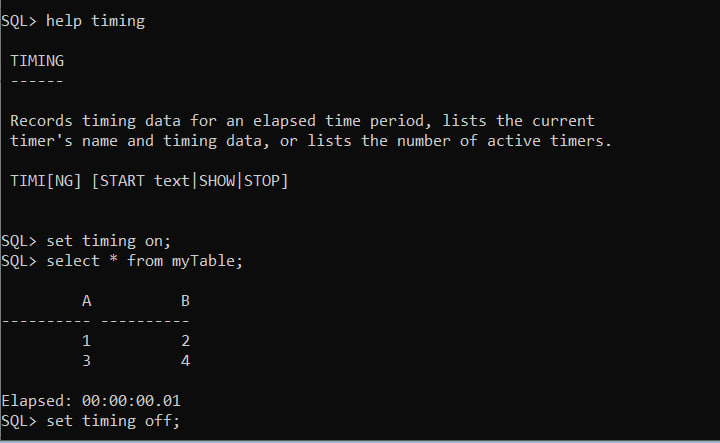 SQL> help timing
TIMING
------
Records timing data for an elapsed time period, lists the current
timer's name and timing data, or lists the number of active timers.
TIMI[NG] [START text|SHOW|STOP]
SQL> set timing on;
SQL> select * from myTable;
A          B
---------- ----------
1          2
3          4
Elapsed: 00:00:00.01
SQL> set timing off;